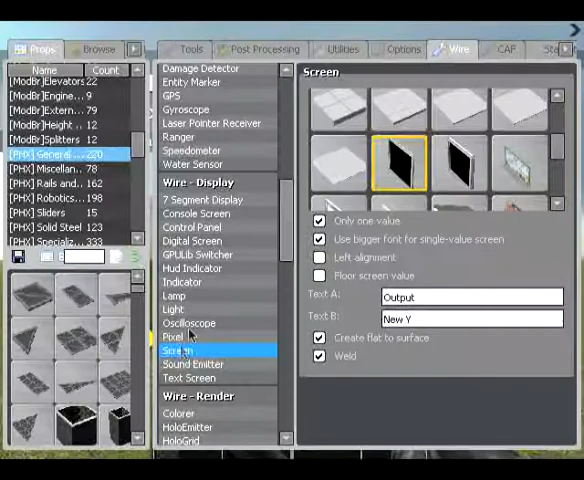 Props
Browse
Tools
Post Processing
Utilities
Options
Wire
CAF
Sta
Name
Count
[ModBr]Elevators 22
[ModBr]Engine... 9
[ModBr]Extern... 79
[ModBr]Height ... 12
[ModBr]Splitters 12
[PHX] General ... 220
[PHX] Miscellan... 78
[PHX] Rails and... 162
[PHX] Robotics... 198
[PHX] Sliders 15
[PHX] Solid Steel 123
[PHX] Specializ... 333
Damage Detector
Entity Marker
GPS
Gyroscope
Laser Pointer Receiver
Ranger
Speedometer
Water Sensor
Wire - Display
7 Segment Display
Console Screen
Control Panel
Digital Screen
GPULib Switcher
Hud Indicator
Indicator
Lamp
Light
Oscilloscope
Pixel
Screen
Sound Emitter
Text Screen
Wire - Render
Colorer
HoloEmitter
HoloGrid
Screen
Only one value
Use bigger font for single-value screen
Left alignment
Floor screen value
Text A: Output
Text B: New Y
Create flat to surface
Weld